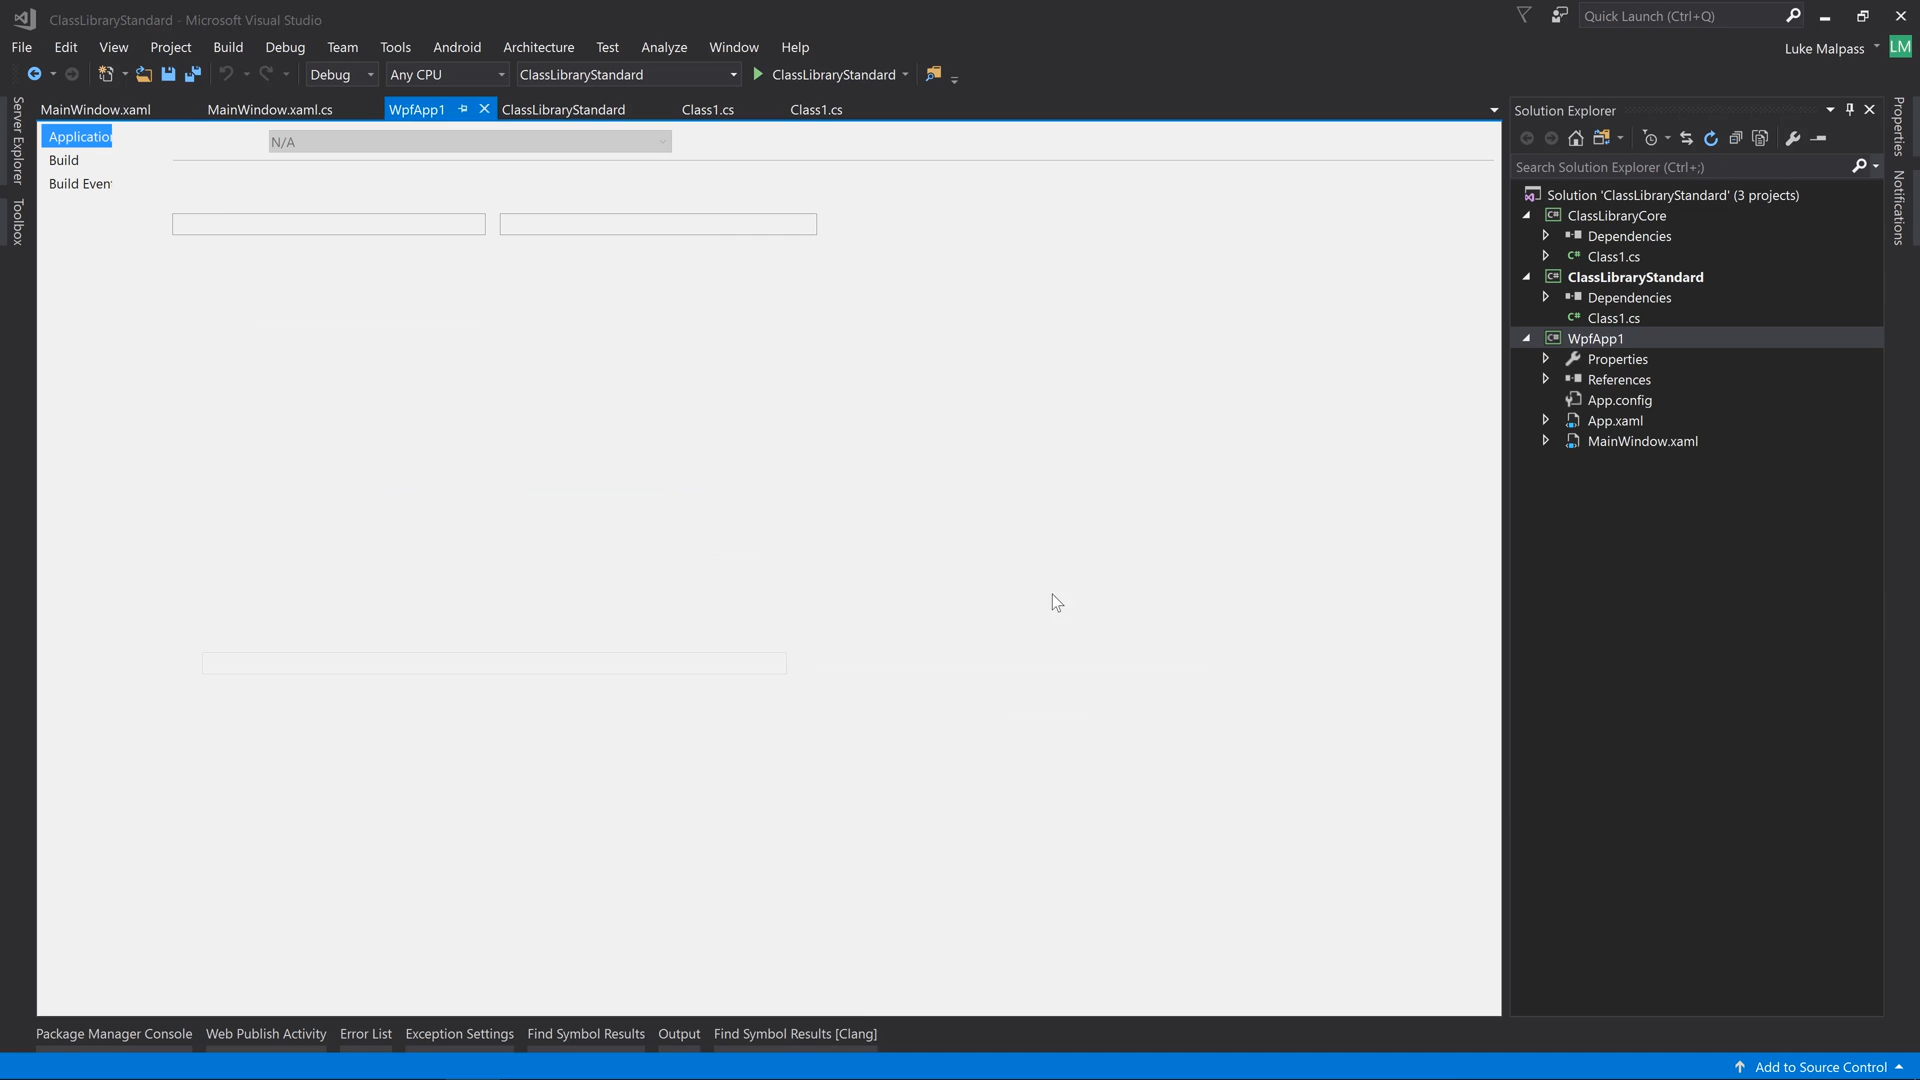 ClassLibraryStandard - Microsoft Visual Studio
Quick Launch (Ctrl+Q)
File Edit View Project Build Debug Team Tools Android Architecture Test Analyze Window Help
Luke Malpass LM
Debug Any CPU ClassLibraryStandard ClassLibraryStandard
MainWindow.xaml MainWindow.xaml.cs WpfApp1 ClassLibraryStandard Class1.cs Class1.cs
Server Explorer
Toolbox
Application
N/A
Build
Build Even
Solution Explorer
Search Solution Explorer (Ctrl+;)
Solution 'ClassLibraryStandard' (3 projects)
C# ClassLibraryCore
Dependencies
C# Class1.cs
C# ClassLibraryStandard
Dependencies
C# Class1.cs
C# WpfApp1
Properties
References
App.config
App.xaml
MainWindow.xaml
Properties
Notifications
Package Manager Console Web Publish Activity Error List Exception Settings Find Symbol Results Output Find Symbol Results [Clang]
Add to Source Control